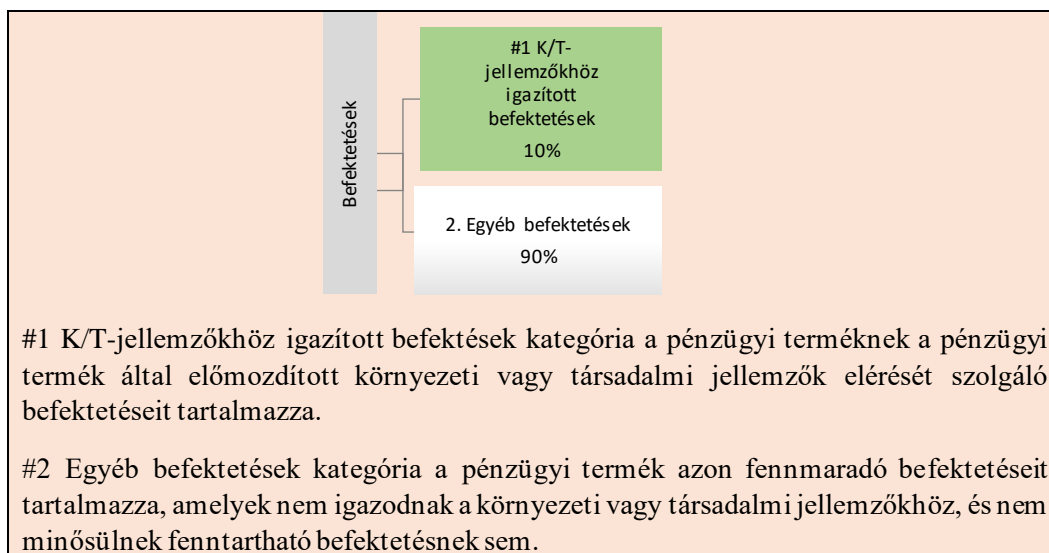 Befektetések
#1 K/T-
jellemzőkhöz
igazított
befektetések
10%
2. Egyéb befektetések
90%
#1 K/T-jellemzőkhöz igazított befektések kategória a pénzügyi terméknek a pénzügyi
termék által előmozdított környezeti vagy társadalmi jellemzők elérését szolgáló
befektetéseit tartalmazza.
#2 Egyéb befektetések kategória a pénzügyi termék azon fennmaradó befektetéseit
tartalmazza, amelyek nem igazodnak a környezeti vagy társadalmi jellemzőkhöz, és nem
minősülnek fenntartható befektetésnek sem.